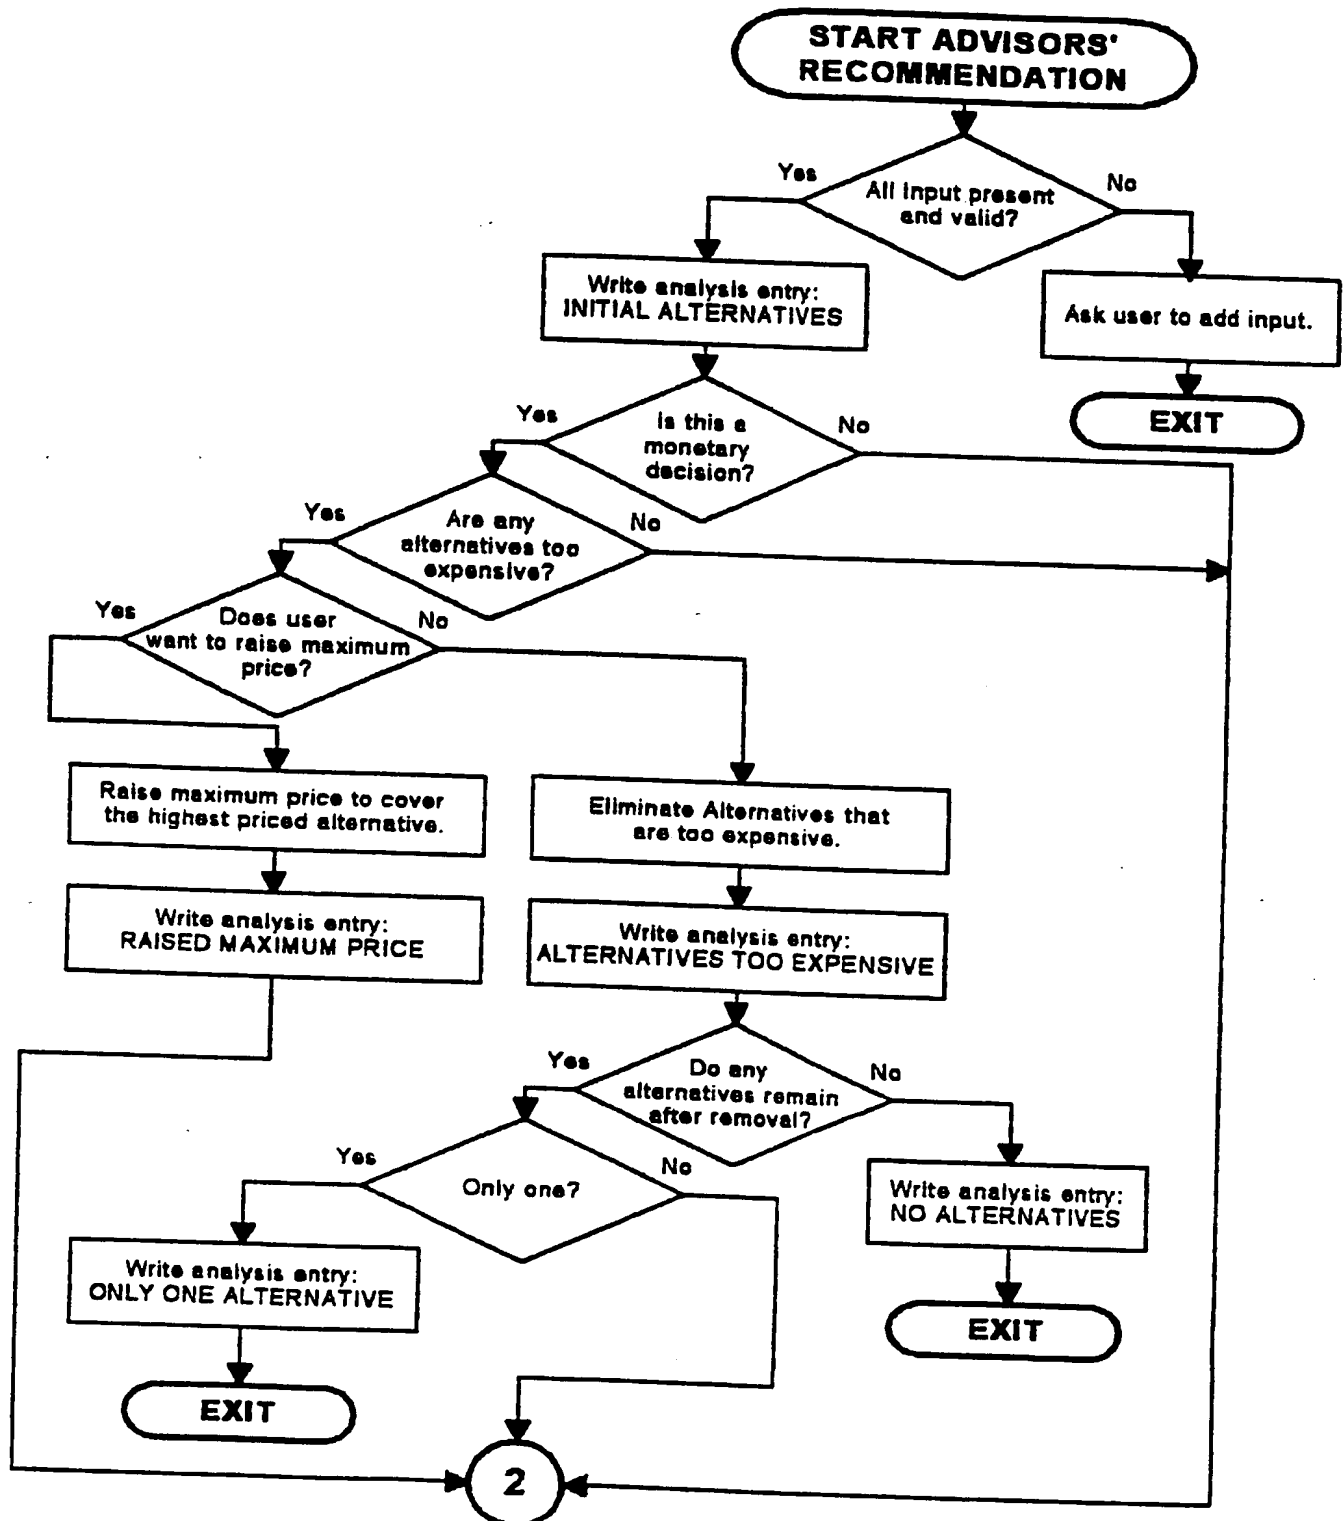 START ADVISORS'
RECOMMENDATION
Yes
All input present
and valid?
No
Write analysis entry:
INITIAL ALTERNATIVES
Ask user to add input.
EXIT
Yes
Is this a
monetary
decision?
No
Yes
Are any
alternatives too
expensive?
No
Yes
Does user
want to raise maximum
price?
No
Raise maximum price to cover
the highest priced alternative.
Eliminate Alternatives that
are too expensive.
Write analysis entry:
RAISED MAXIMUM PRICE
Write analysis entry:
ALTERNATIVES TOO EXPENSIVE
Yes
Do any
alternatives remain
after removal?
No
Yes
Only one?
No
Write analysis entry:
NO ALTERNATIVES
Write analysis entry:
ONLY ONE ALTERNATIVE
EXIT
EXIT
2